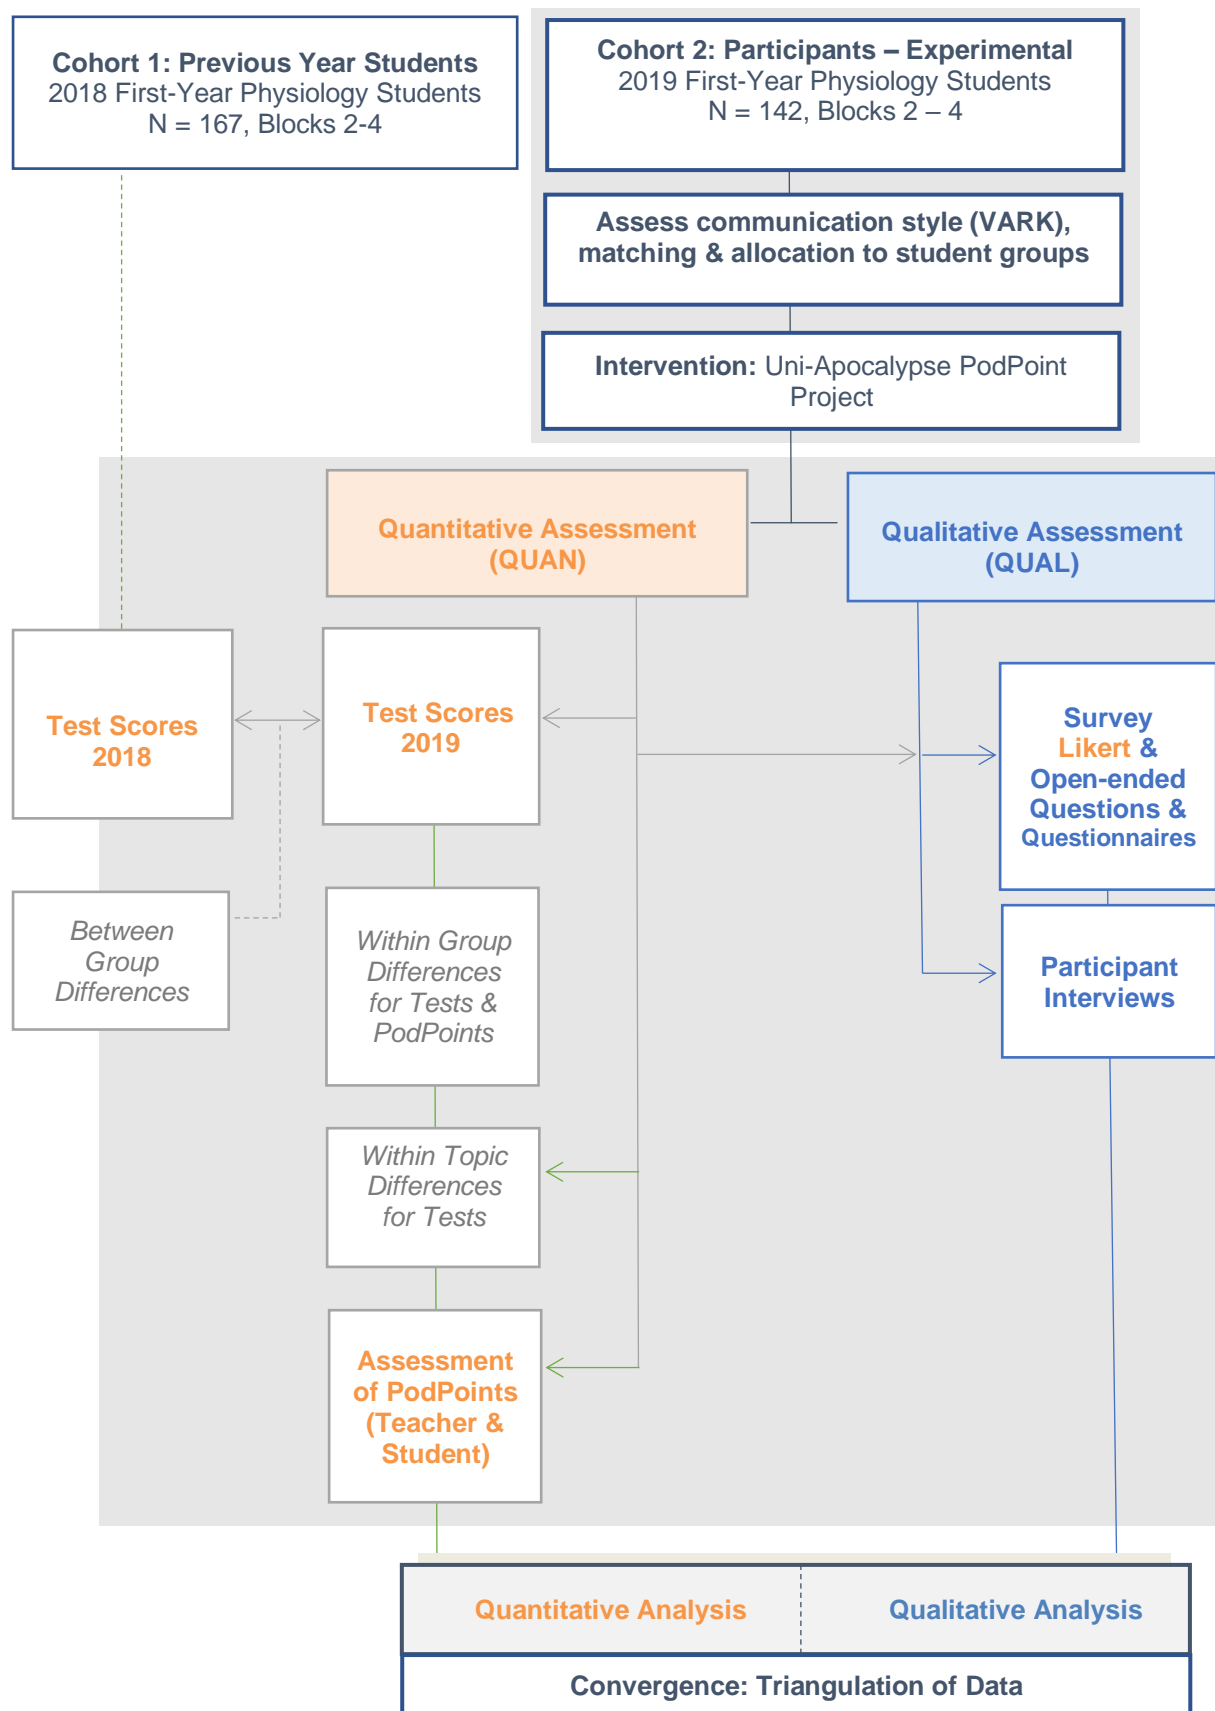 Cohort 1: Previous Year Students
2018 First-Year Physiology Students
N = 167, Blocks 2-4
Cohort 2: Participants – Experimental
2019 First-Year Physiology Students
N = 142, Blocks 2 – 4
Assess communication style (VARK),
matching & allocation to student groups
Intervention: Uni-Apocalypse PodPoint
Project
Quantitative Assessment
(QUAN)
Qualitative Assessment
(QUAL)
Test Scores
2018
Test Scores
2019
Survey
Likert &
Open-ended
Questions &
Questionnaires
Between
Group
Differences
Within Group
Differences
for Tests &
PodPoints
Participant
Interviews
Within Topic
Differences
for Tests
Assessment
of PodPoints
(Teacher &
Student)
Quantitative Analysis
Qualitative Analysis
Convergence: Triangulation of Data